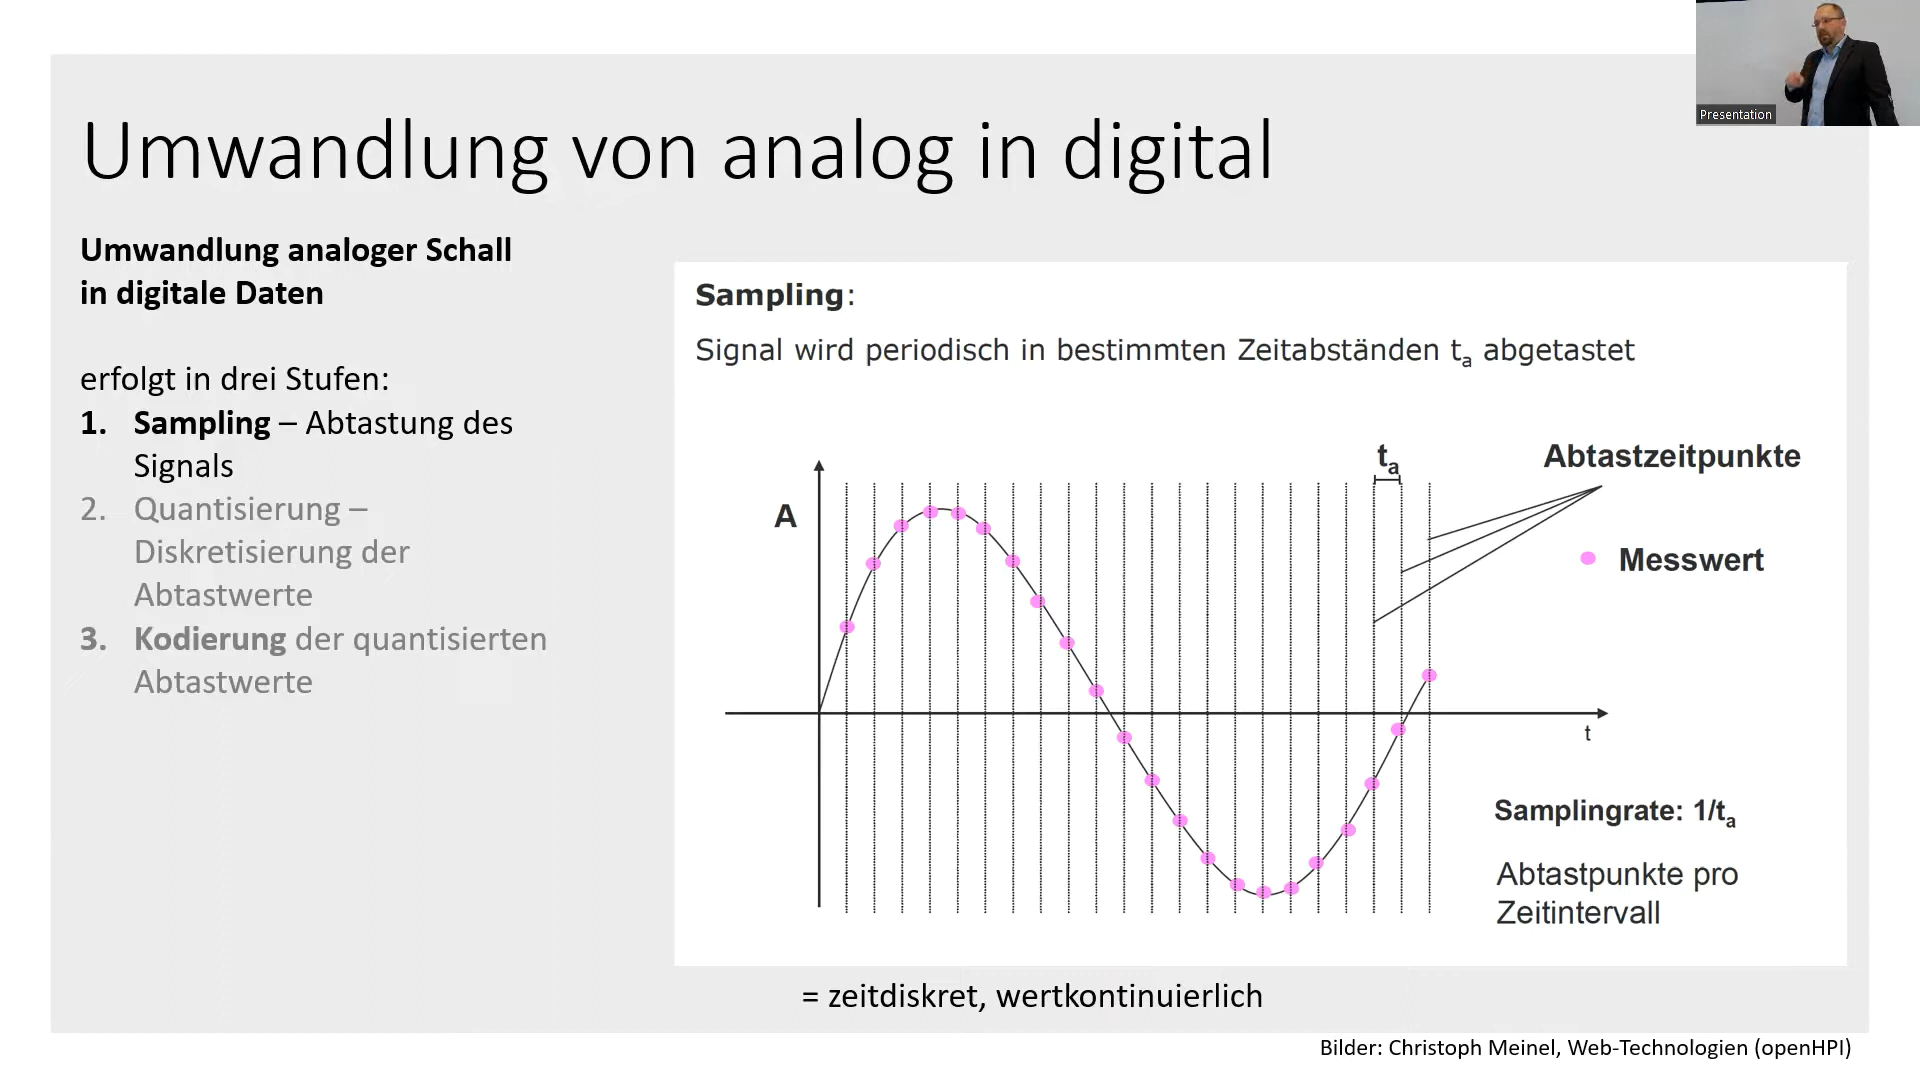 Presentation
Umwandlung von analog in digital
Umwandlung analoger Schall
in digitale Daten
erfolgt in drei Stufen:
1. Sampling – Abtastung des
Signals
2. Quantisierung –
Diskretisierung der
Abtastwerte
3. Kodierung der quantisierten
Abtastwerte
Sampling:
Signal wird periodisch in bestimmten Zeitabständen ta abgetastet
ta
Abtastzeitpunkte
A
Messwert
t
Samplingrate: 1/ta
Abtastpunkte pro
Zeitintervall
= zeitdiskret, wertkontinuierlich
Bilder: Christoph Meinel, Web-Technologien (openHPI)